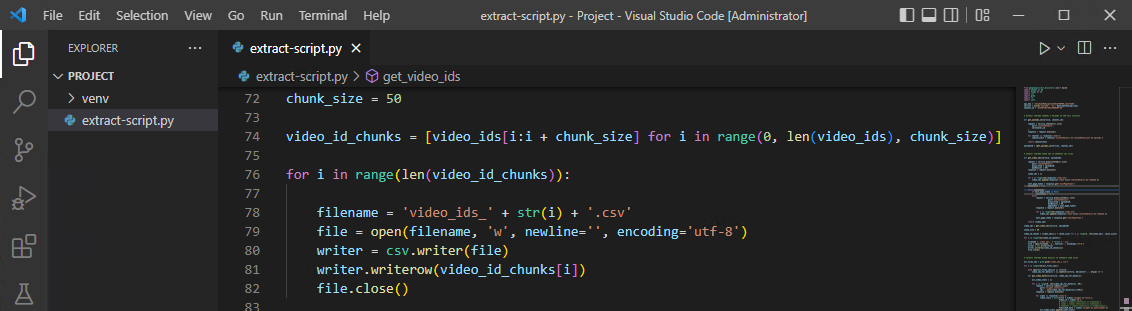 File Edit Selection View Go Run Terminal Help extract-script.py - Project - Visual Studio Code [Administrator]
EXPLORER
extract-script.py
PROJECT
venv
extract-script.py
extract-script.py > get_video_ids
72 chunk_size = 50
73
74 video_id_chunks = [video_ids[i:i + chunk_size] for i in range(0, len(video_ids), chunk_size)]
75
76 for i in range(len(video_id_chunks)):
77
78     filename = 'video_ids_' + str(i) + '.csv'
79     file = open(filename, 'w', newline='', encoding='utf-8')
80     writer = csv.writer(file)
81     writer.writerow(video_id_chunks[i])
82     file.close()
83